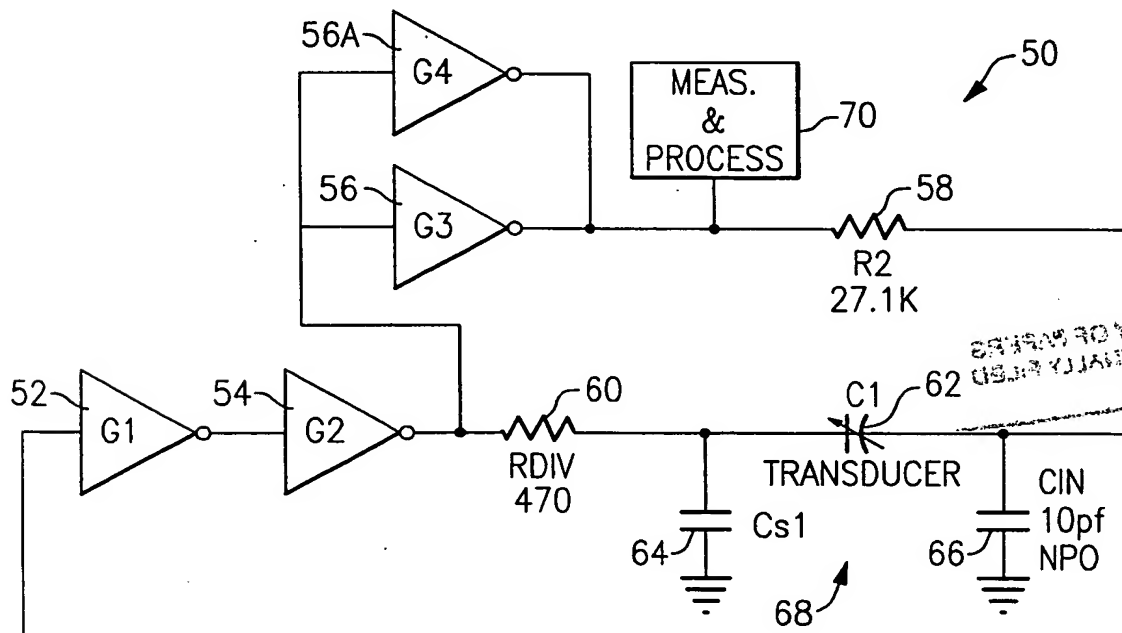 56A
G4
MEAS.
&
PROCESS
70
50
56
G3
58
R2
27.1K
52
G1
54
G2
60
RDIV
470
C1
62
TRANSDUCER
64
Cs1
66
CIN
10pf
NPO
68